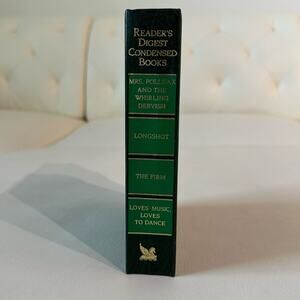 READER'S
DIGEST
CONDENSED
BOOKS
MRS. POLLIFAX
AND THE
WHIRLING
DERVISH
LONGSHOT
THE FIRM
LOVES MUSIC,
LOVES
TO DANCE